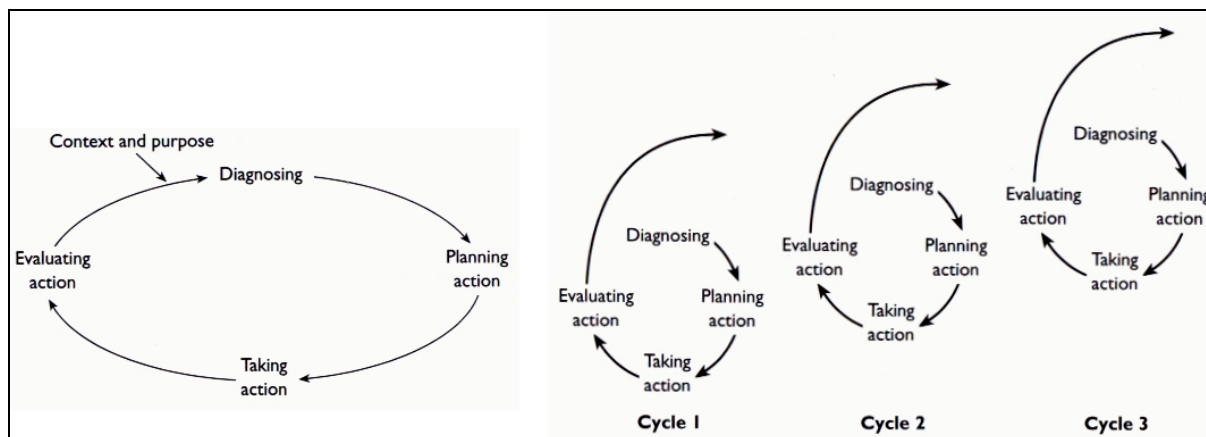 Context and purpose
Diagnosing
Evaluating
action
Planning
action
Taking
action
Diagnosing
Evaluating
action
Planning
action
Taking
action
Cycle 1
Diagnosing
Evaluating
action
Planning
action
Taking
action
Cycle 2
Diagnosing
Evaluating
action
Planning
action
Taking
action
Cycle 3